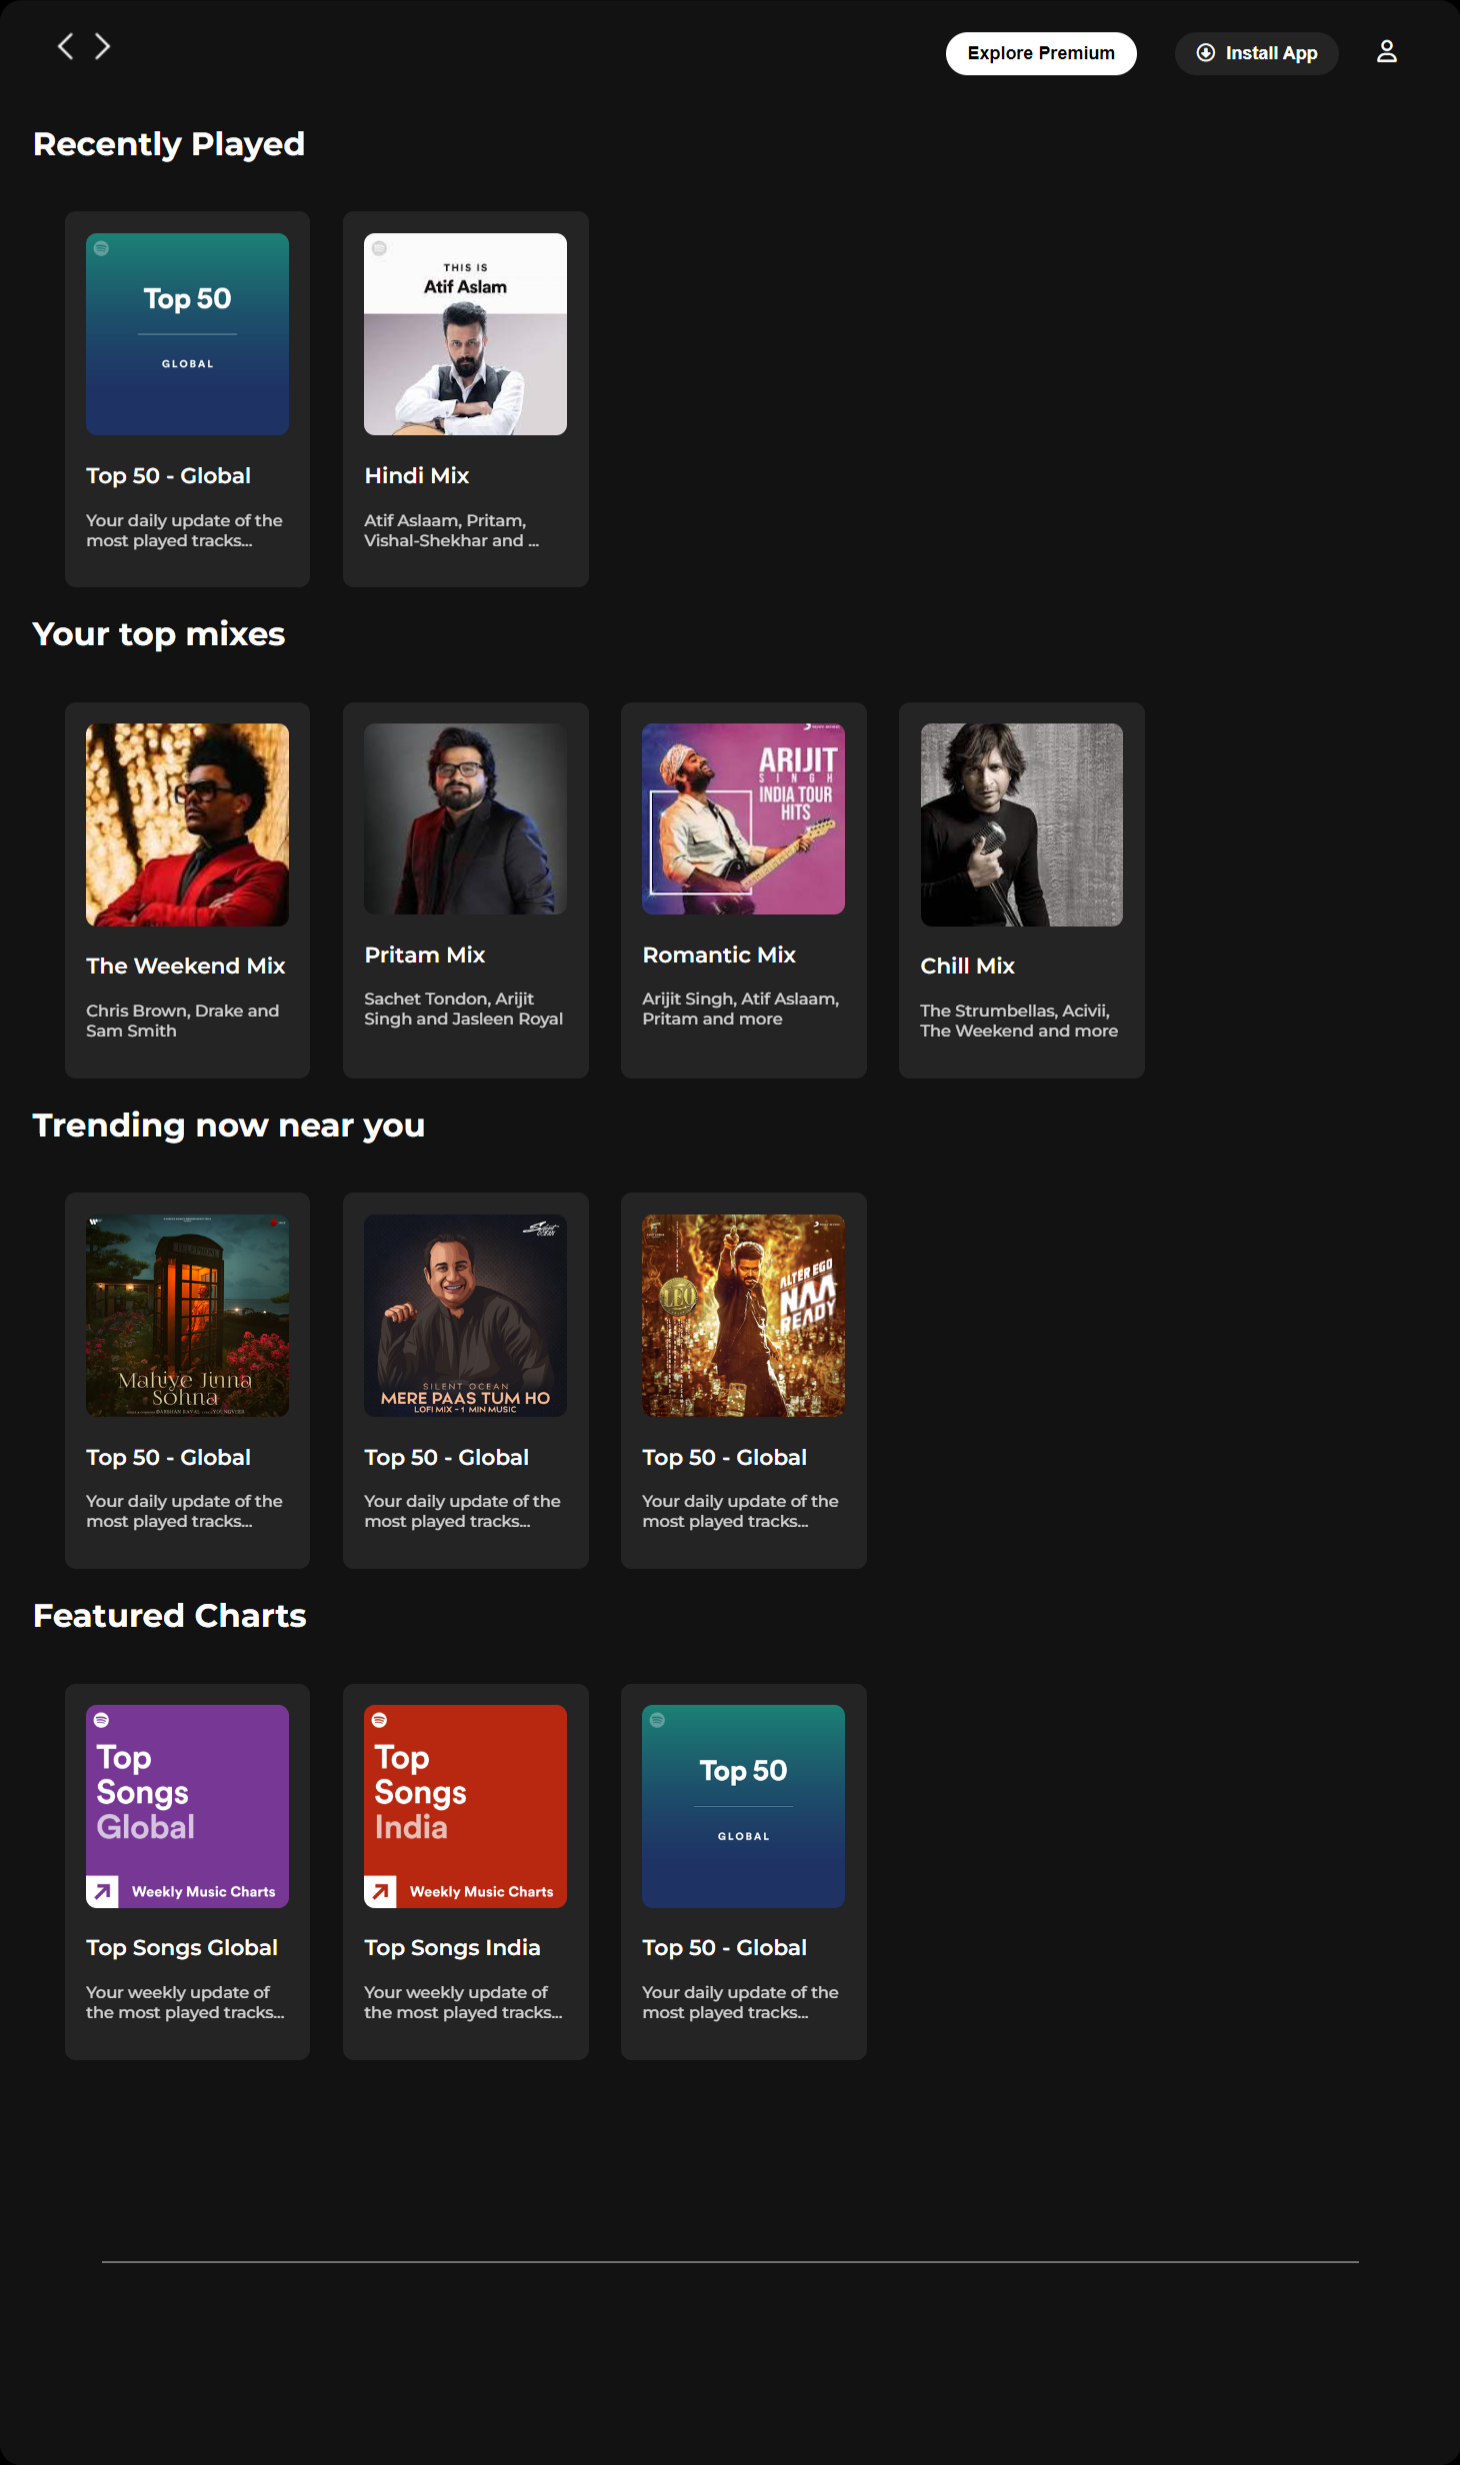 Explore Premium
Install App
Recently Played
Top 50
GLOBAL
THIS IS
Atif Aslam
Top 50 - Global
Hindi Mix
Your daily update of the
most played tracks...
Atif Aslaam, Pritam,
Vishal-Shekhar and ...
Your top mixes
ARIJIT
SINGH
INDIA TOUR
HITS
The Weekend Mix
Pritam Mix
Romantic Mix
Chill Mix
Chris Brown, Drake and
Sam Smith
Sachet Tondon, Arijit
Singh and Jasleen Royal
Arijit Singh, Atif Aslaam,
Pritam and more
The Strumbellas, Acivii,
The Weekend and more
Trending now near you
TELEPHONE
Mahiye Jinna
Sohna
SILENT OCEAN
MERE PAAS TUM HO
LOFI MIX - 1 MIN MUSIC
LEO
ALTER EGO
NAA
READY
Top 50 - Global
Top 50 - Global
Top 50 - Global
Your daily update of the
most played tracks...
Your daily update of the
most played tracks...
Your daily update of the
most played tracks...
Featured Charts
Top
Songs
Global
Weekly Music Charts
Top
Songs
India
Weekly Music Charts
Top 50
GLOBAL
Top Songs Global
Top Songs India
Top 50 - Global
Your weekly update of
the most played tracks...
Your weekly update of
the most played tracks...
Your daily update of the
most played tracks...